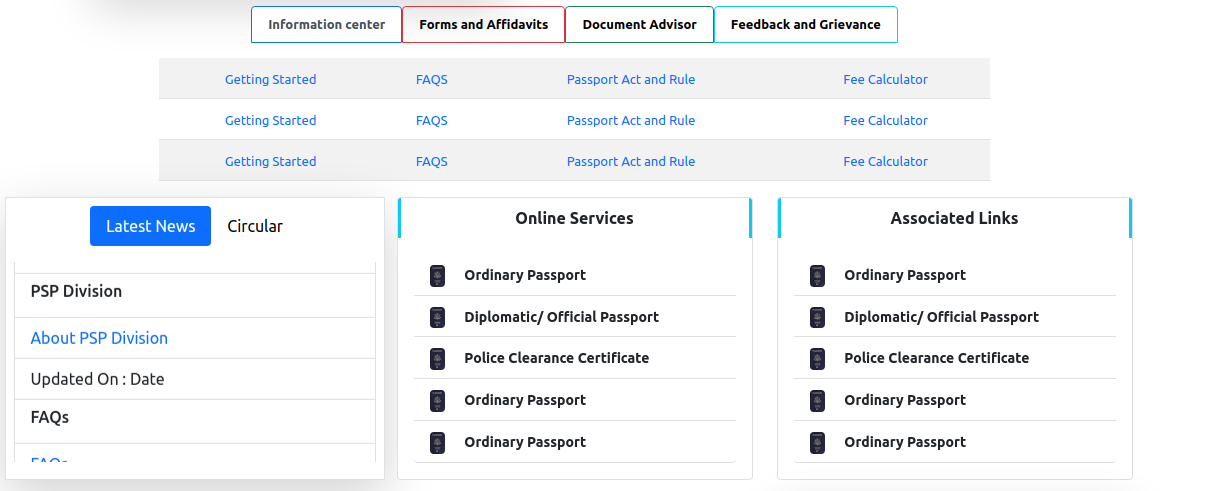 Information center Forms and Affidavits Document Advisor Feedback and Grievance
Getting Started FAQS Passport Act and Rule Fee Calculator
Getting Started FAQS Passport Act and Rule Fee Calculator
Getting Started FAQS Passport Act and Rule Fee Calculator
Latest News Circular
PSP Division
About PSP Division
Updated On : Date
FAQs
FAQs
Online Services
Ordinary Passport
Diplomatic/ Official Passport
Police Clearance Certificate
Ordinary Passport
Ordinary Passport
Associated Links
Ordinary Passport
Diplomatic/ Official Passport
Police Clearance Certificate
Ordinary Passport
Ordinary Passport